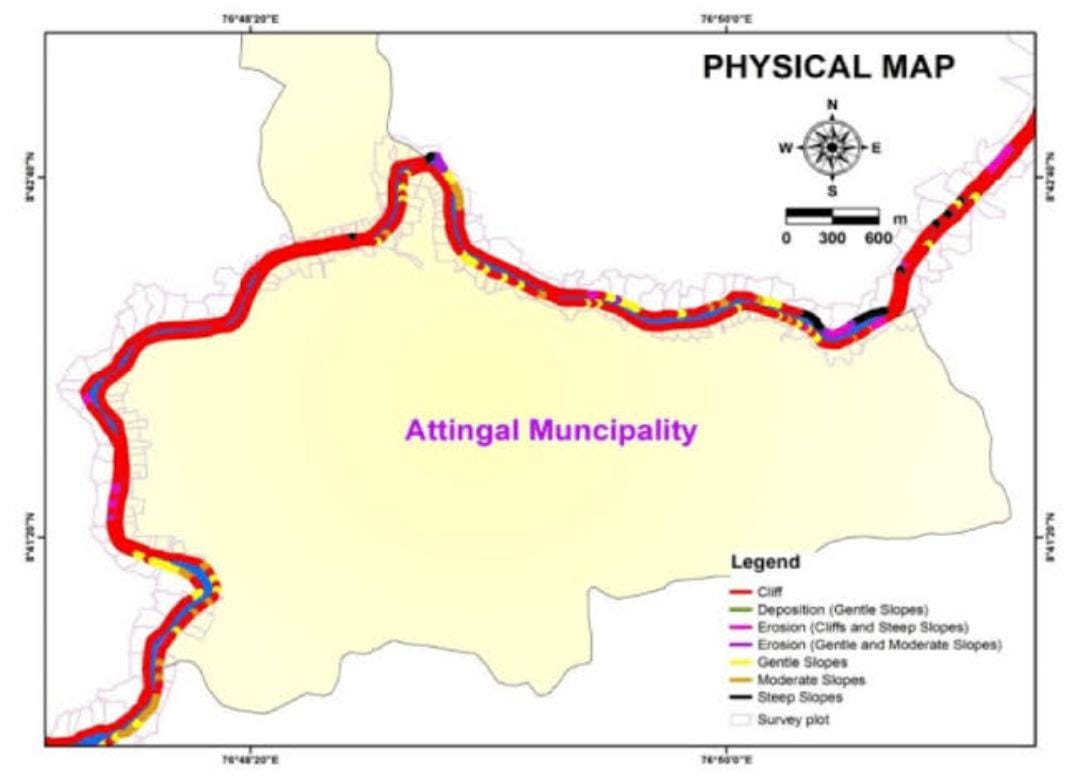 76°48'20"E 76°50'0"E
PHYSICAL MAP
N
W E
S
m
0 300 600
8°42'40"N 8°42'40"N
Attingal Muncipality
8°41'20"N 8°41'20"N
Legend
Cliff
Deposition (Gentle Slopes)
Erosion (Cliffs and Steep Slopes)
Erosion (Gentle and Moderate Slopes)
Gentle Slopes
Moderate Slopes
Steep Slopes
Survey plot
76°48'20"E 76°50'0"E